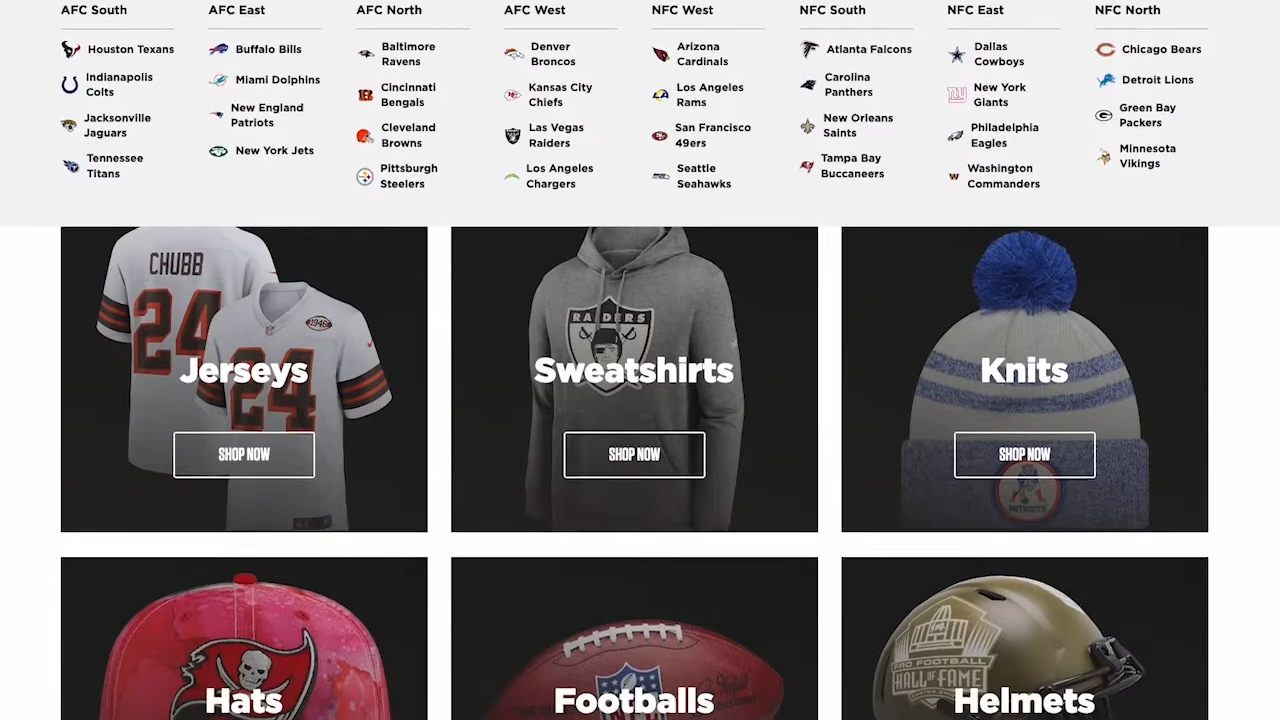 AFC South
AFC East
AFC North
AFC West
NFC West
NFC South
NFC East
NFC North
Houston Texans
Indianapolis
Colts
Jacksonville
Jaguars
Tennessee
Titans
Buffalo Bills
Miami Dolphins
New England
Patriots
New York Jets
Baltimore
Ravens
Cincinnati
Bengals
Cleveland
Browns
Pittsburgh
Steelers
Denver
Broncos
Kansas City
Chiefs
Las Vegas
Raiders
Los Angeles
Chargers
Arizona
Cardinals
Los Angeles
Rams
San Francisco
49ers
Seattle
Seahawks
Atlanta Falcons
Carolina
Panthers
New Orleans
Saints
Tampa Bay
Buccaneers
Dallas
Cowboys
New York
Giants
Philadelphia
Eagles
Washington
Commanders
Chicago Bears
Detroit Lions
Green Bay
Packers
Minnesota
Vikings
CHUBB
24
1946
24
Jerseys
SHOP NOW
RAIDERS
Sweatshirts
SHOP NOW
Knits
SHOP NOW
PATRIOTS
Hats
NFL
Footballs
PRO FOOTBALL
HALL OF FAME
Helmets